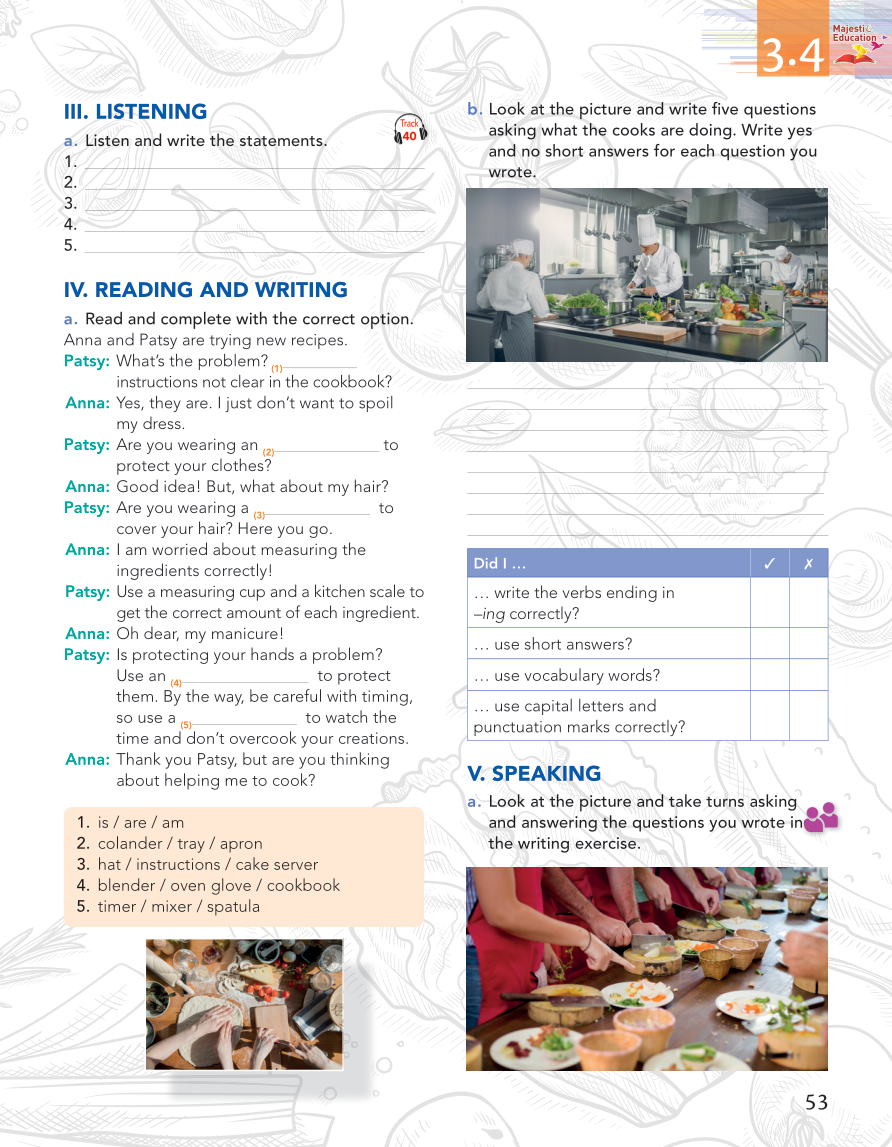 3.4
Majestic
Education
III. LISTENING
Track
40
a. Listen and write the statements.
1.
2.
3.
4.
5.
IV. READING AND WRITING
a. Read and complete with the correct option.
Anna and Patsy are trying new recipes.
Patsy: What's the problem? (1)
instructions not clear in the cookbook?
Anna: Yes, they are. I just don't want to spoil
my dress.
Patsy: Are you wearing an (2) to
protect your clothes?
Anna: Good idea! But, what about my hair?
Patsy: Are you wearing a (3) to
cover your hair? Here you go.
Anna: I am worried about measuring the
ingredients correctly!
Patsy: Use a measuring cup and a kitchen scale to
get the correct amount of each ingredient.
Anna: Oh dear, my manicure!
Patsy: Is protecting your hands a problem?
Use an (4) to protect
them. By the way, be careful with timing,
so use a (5) to watch the
time and don't overcook your creations.
Anna: Thank you Patsy, but are you thinking
about helping me to cook?
1. is / are / am
2. colander / tray / apron
3. hat / instructions / cake server
4. blender / oven glove / cookbook
5. timer / mixer / spatula
b. Look at the picture and write five questions
asking what the cooks are doing. Write yes
and no short answers for each question you
wrote.
Did I ... ✓ ✗
... write the verbs ending in
–ing correctly?
... use short answers?
... use vocabulary words?
... use capital letters and
punctuation marks correctly?
V. SPEAKING
a. Look at the picture and take turns asking
and answering the questions you wrote in
the writing exercise.
53